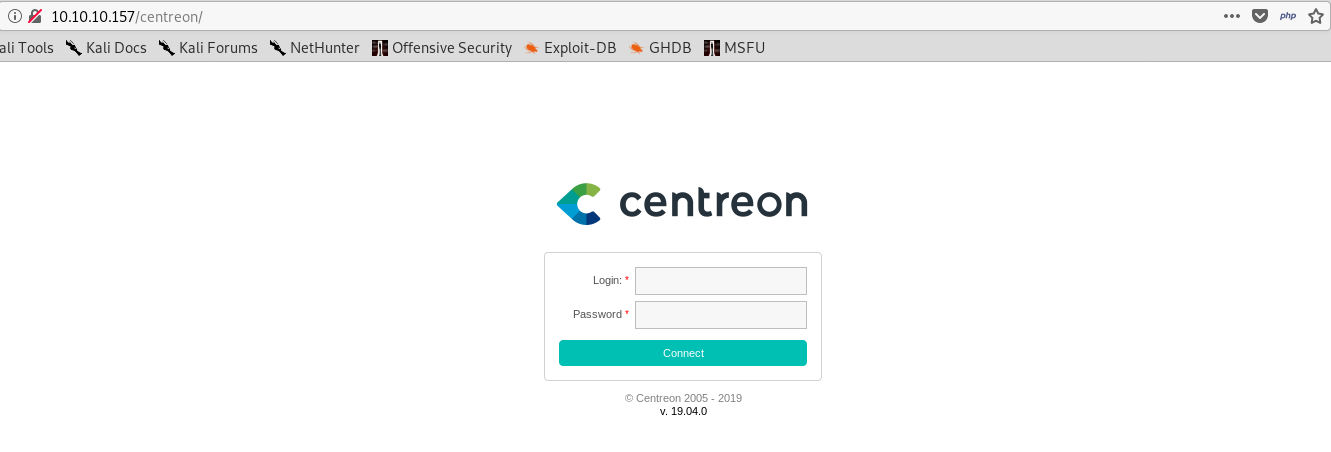 10.10.10.157/centreon/ php
ali Tools Kali Docs Kali Forums NetHunter Offensive Security Exploit-DB GHDB MSFU
centreon
Login: *
Password *
Connect
© Centreon 2005 - 2019
v. 19.04.0